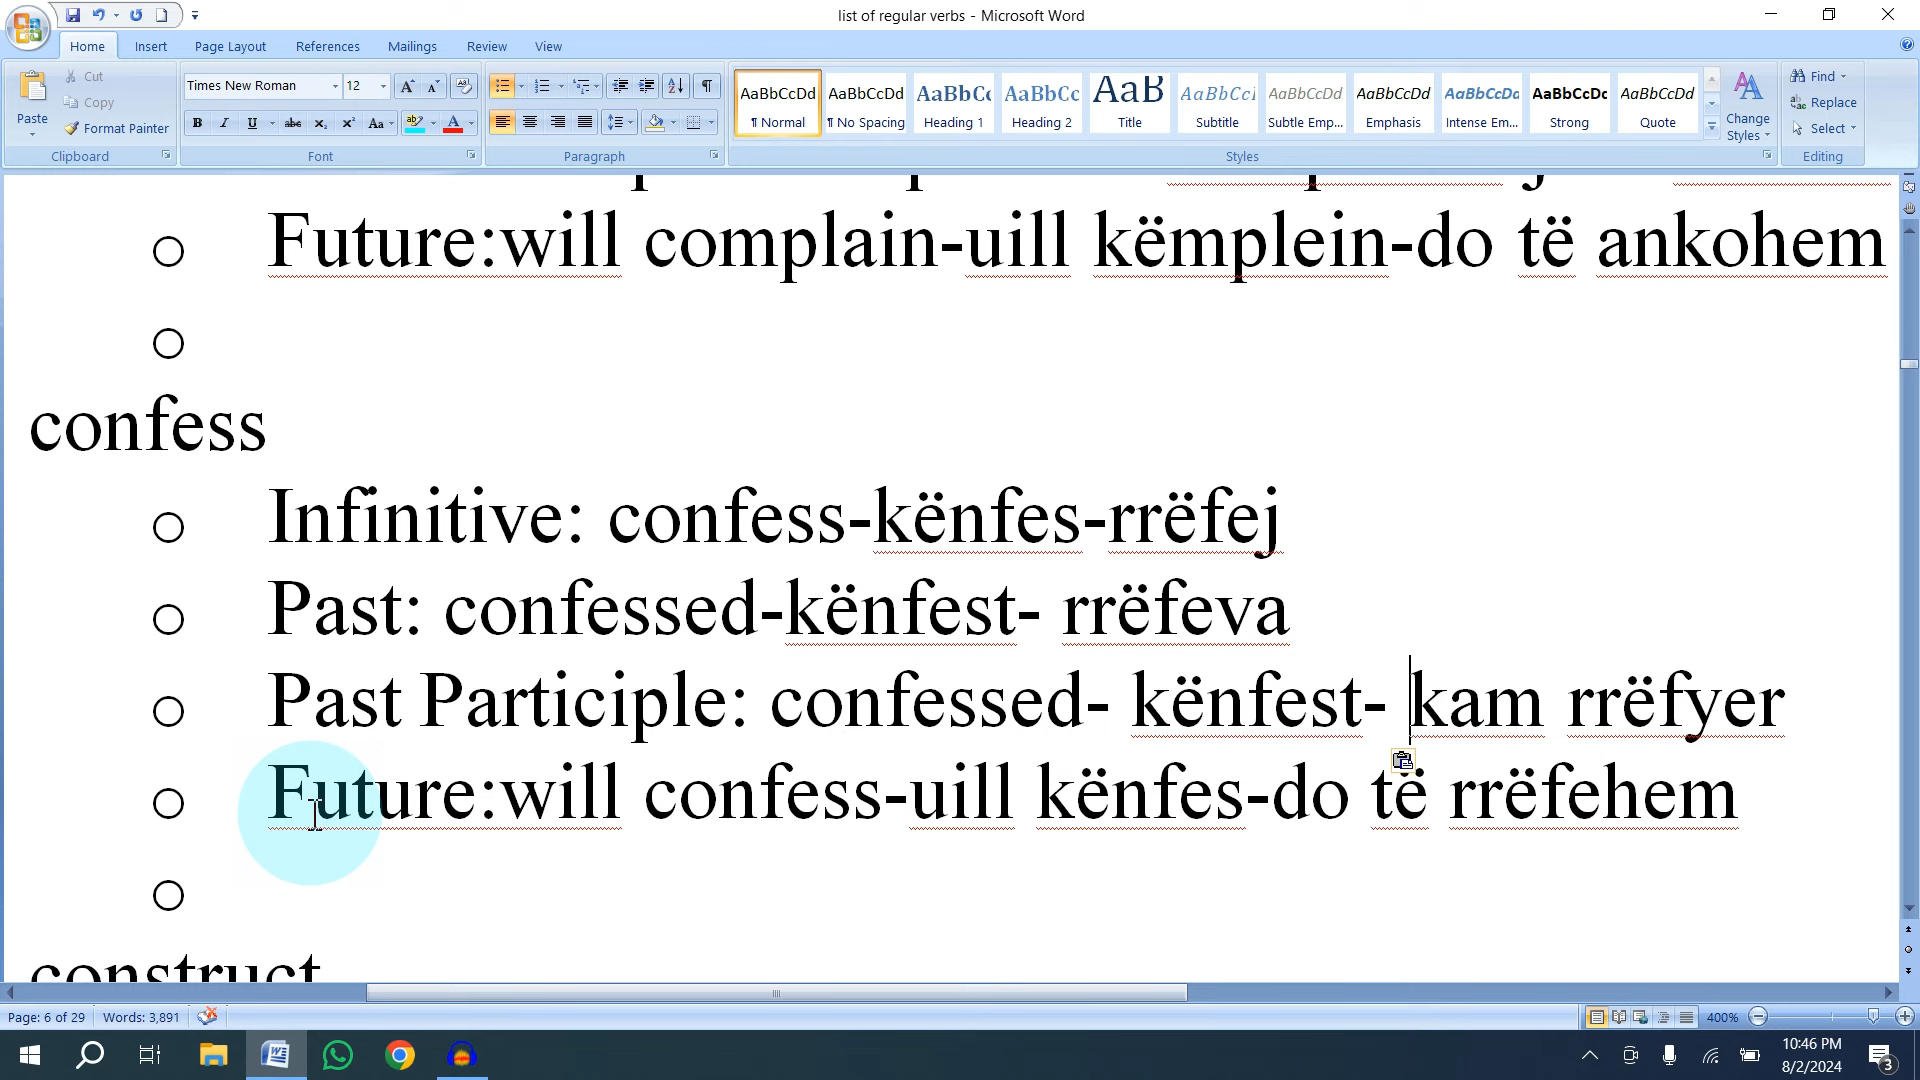 list of regular verbs - Microsoft Word
Home Insert Page Layout References Mailings Review View
Paste
Cut
Copy
Format Painter
Clipboard
Times New Roman 12
Font
Paragraph
AaBbCcDd AaBbCcDd AaBbCc AaBbCc AaB AaBbCcI AaBbCcDd AaBbCcDd AaBbCcDd AaBbCcDd AaBbCcDd
¶ Normal ¶ No Spacing Heading 1 Heading 2 Title Subtitle Subtle Emp... Emphasis Intense Em... Strong Quote
Change Styles
Styles
Find
Replace
Select
Editing
Future:will complain-uill këmplein-do të ankohem
confess
Infinitive: confess-kënfes-rrëfej
Past: confessed-kënfest- rrëfeva
Past Participle: confessed- kënfest- kam rrëfyer
Future:will confess-uill kënfes-do të rrëfehem
construct
Page: 6 of 29 Words: 3,891 400%
10:46 PM
8/2/2024
3